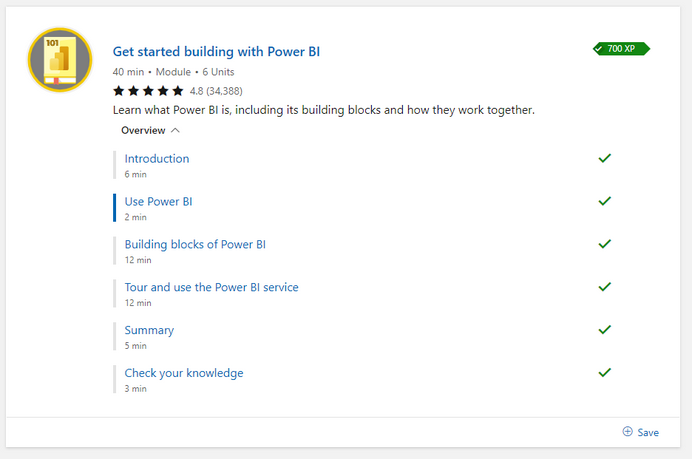 101
Get started building with Power BI
700 XP
40 min • Module • 6 Units
4.8 (34,388)
Learn what Power BI is, including its building blocks and how they work together.
Overview
Introduction
6 min
Use Power BI
2 min
Building blocks of Power BI
12 min
Tour and use the Power BI service
12 min
Summary
5 min
Check your knowledge
3 min
Save